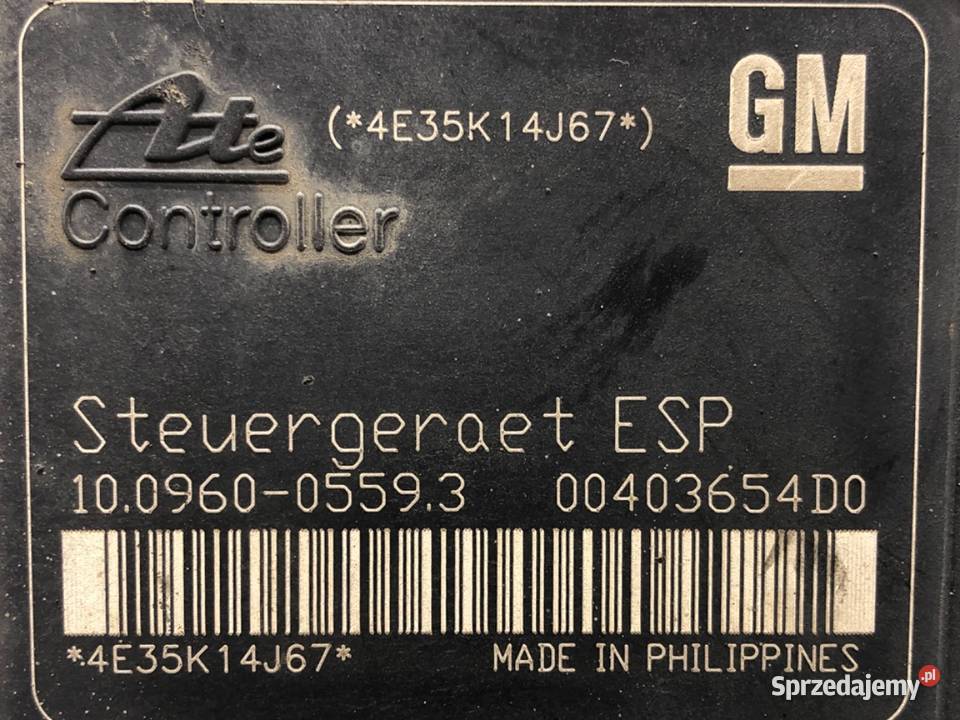 Ate (*4E35K14J67*) GM
Controller
Steuergeraet ESP
10.0960-0559.3 00403654D0
*4E35K14J67* MADE IN PHILIPPINES
Sprzedajemy.pl